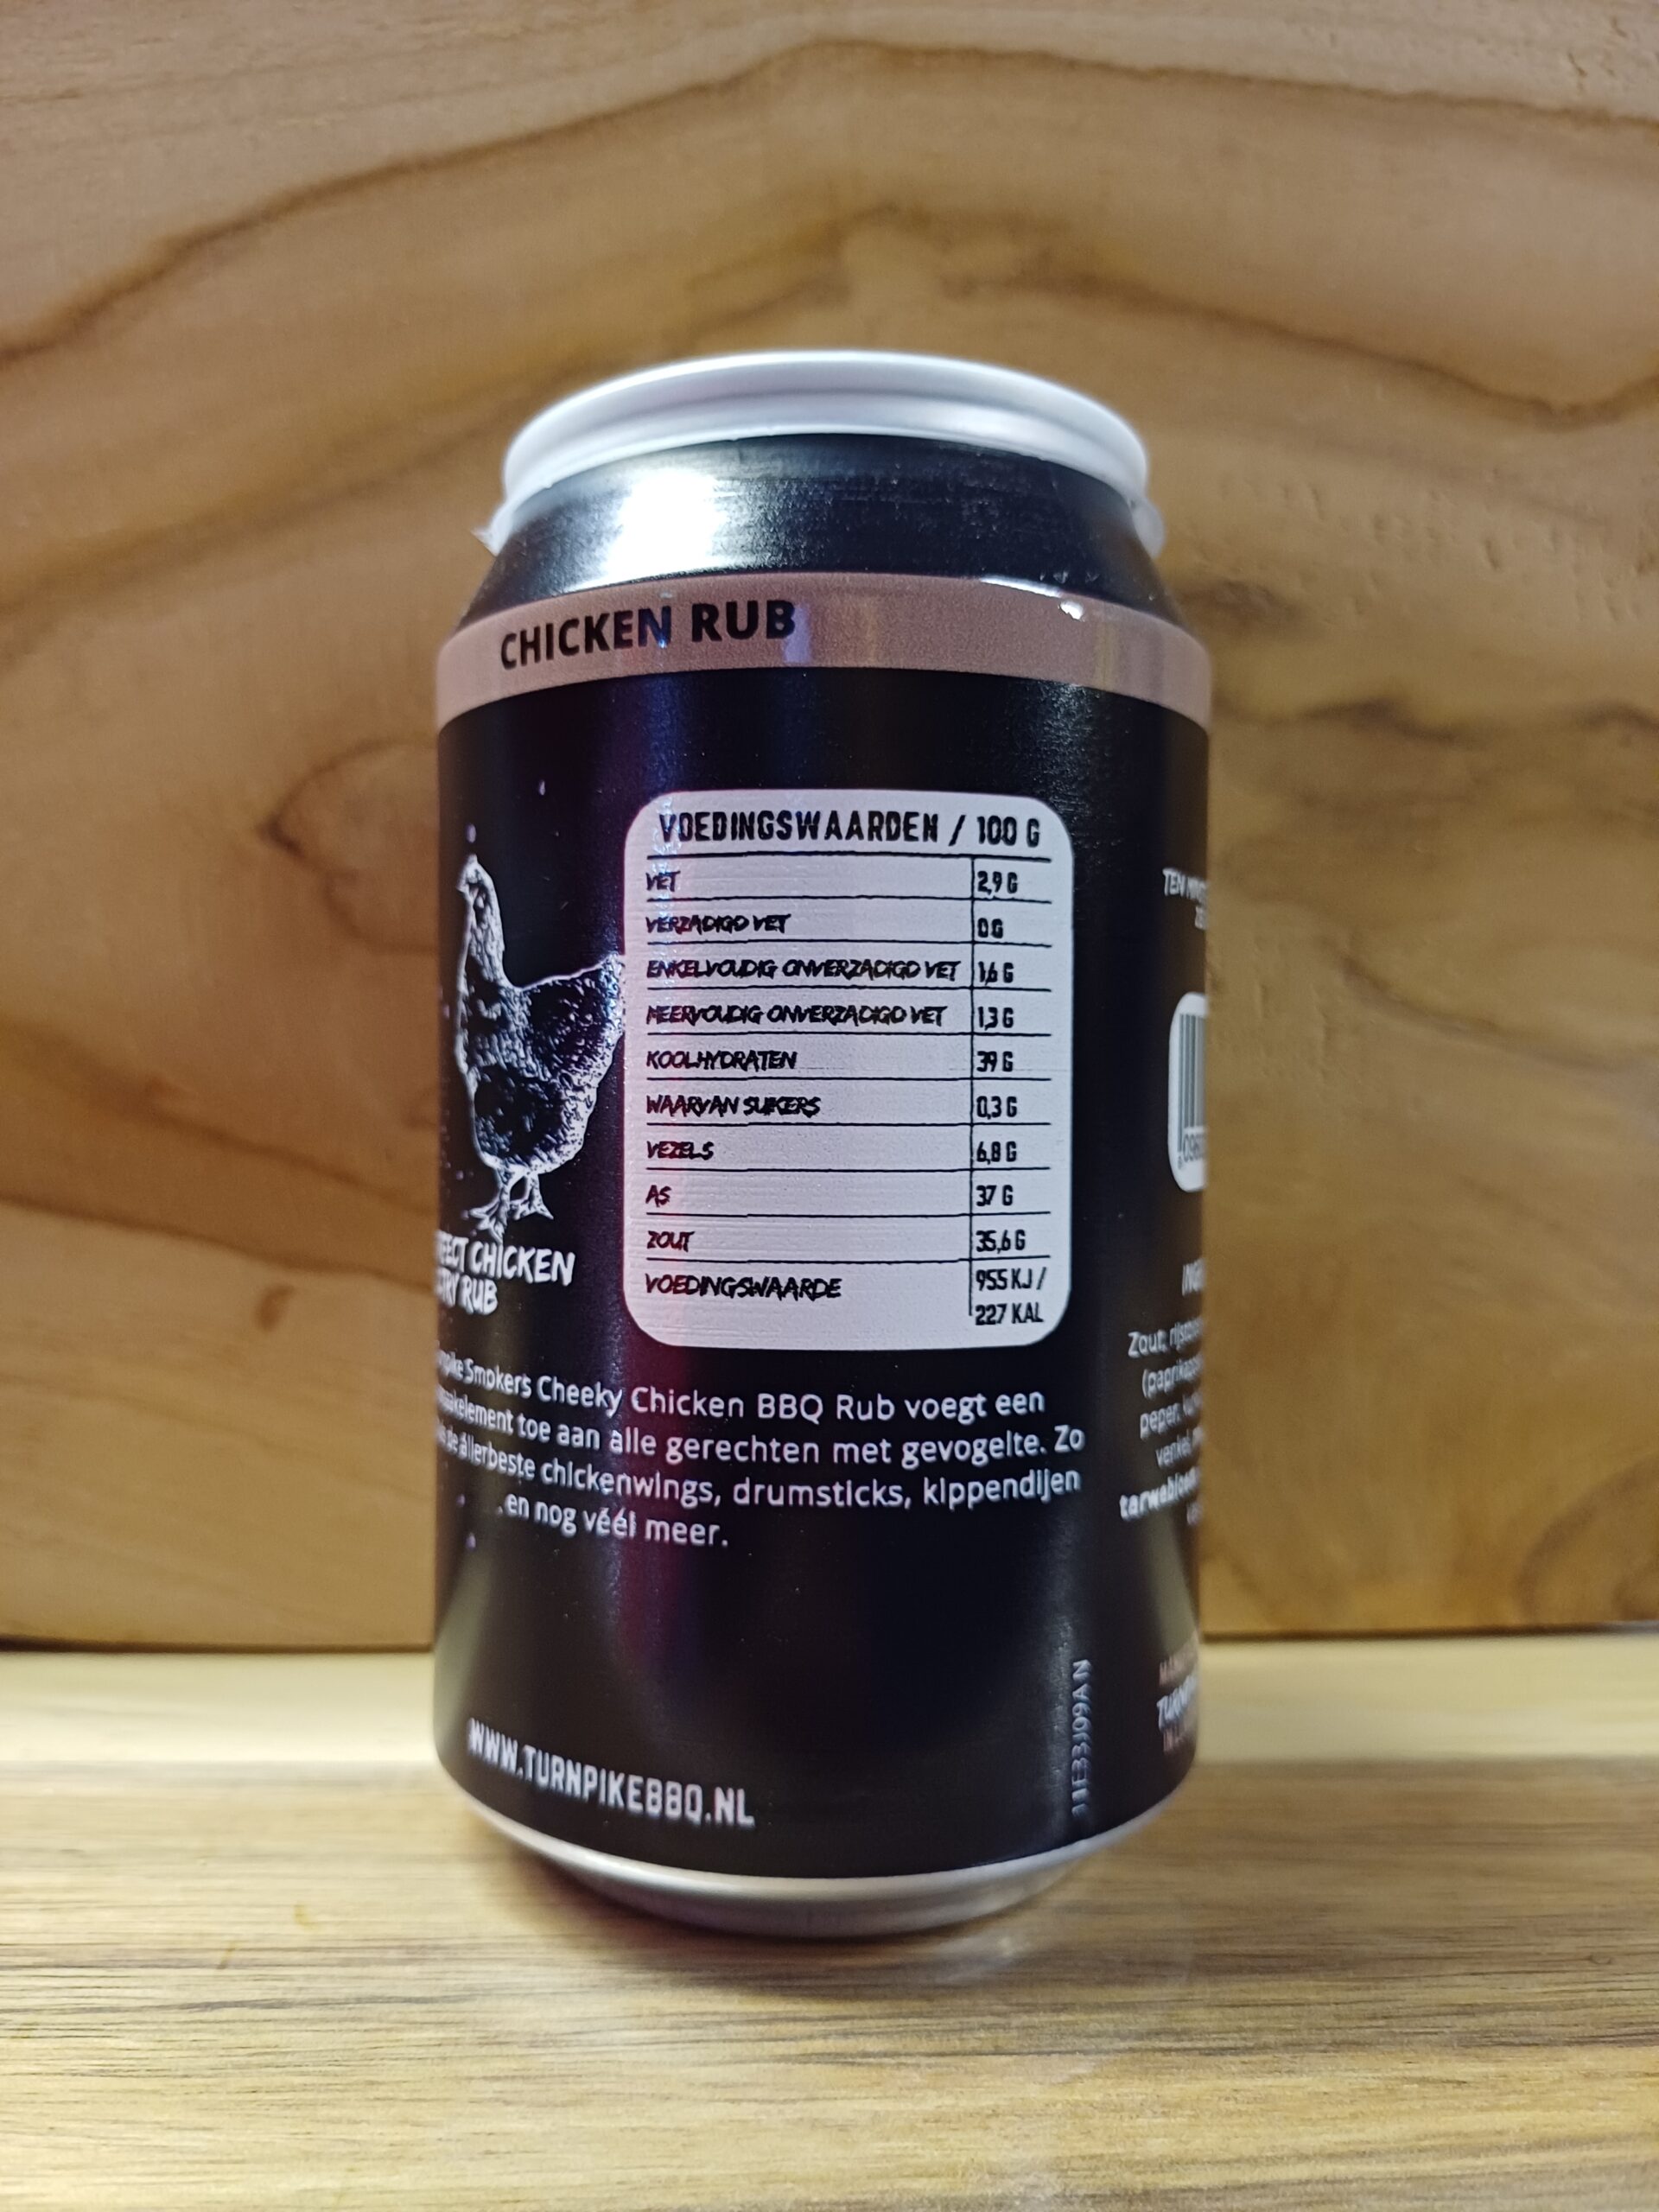 CHICKEN RUB
VOEDINGSWAARDEN / 100 G
VET 2,9 G
VERZADIGD VET 0 G
ENKELVOUDIG ONVERZADIGD VET 1,6 G
MEERVOUDIG ONVERZADIGD VET 1,3 G
KOOLHYDRATEN 39 G
WAARVAN SUIKERS 0,3 G
VEZELS 6,8 G
AS 37 G
ZOUT 35,6 G
VOEDINGSWAARDE 955 KJ /
227 KAL
CHICKEN
RUB
Smokers Cheeky Chicken BBQ Rub voegt een
toe aan alle gerechten met gevogelte. Zo
de állerbeste chickenwings, drumsticks, kippendijen
en nog véél meer.
WWW.TURNPIKEBBQ.NL
TEN
Zout,
peper,